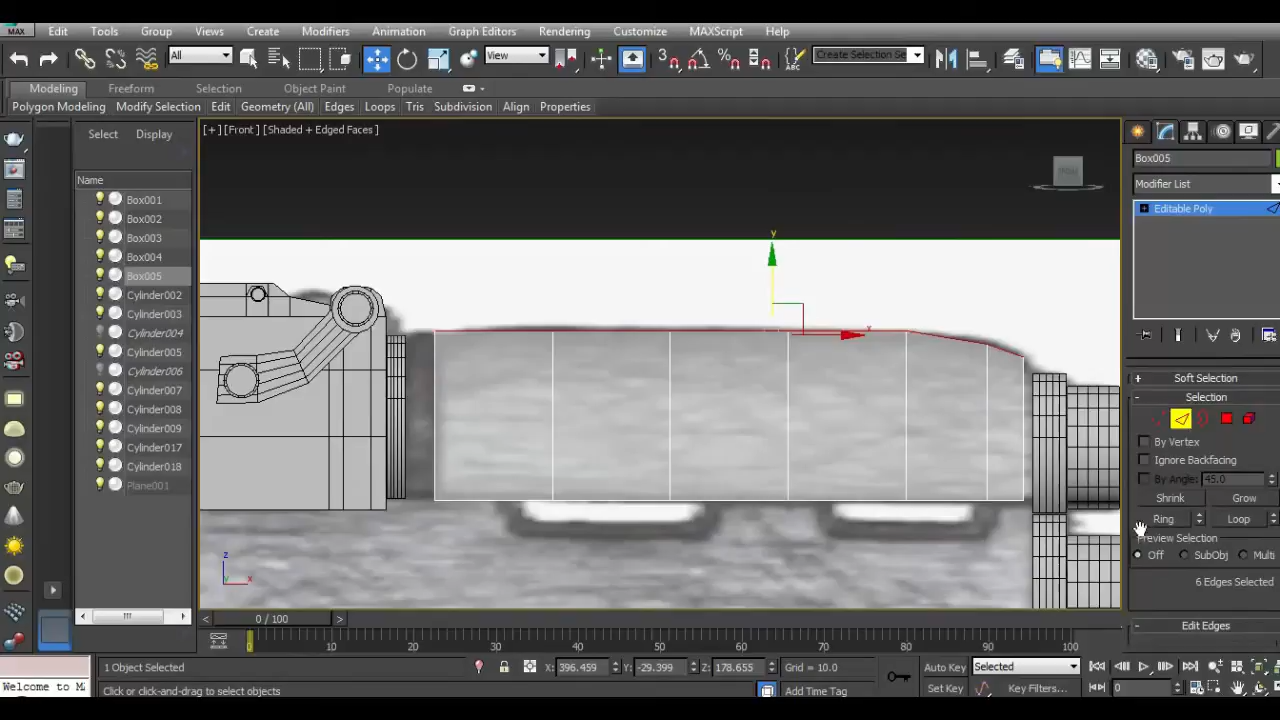 MAX Edit Tools Group Views Create Modifiers Animation Graph Editors Rendering Customize MAXScript Help
All View Create Selection Se
Modeling Freeform Selection Object Paint Populate
Polygon Modeling Modify Selection Edit Geometry (All) Edges Loops Tris Subdivision Align Properties
Select Display
Name
Box001
Box002
Box003
Box004
Box005
Cylinder002
Cylinder003
Cylinder004
Cylinder005
Cylinder006
Cylinder007
Cylinder008
Cylinder009
Cylinder017
Cylinder018
Plane001
[+] [Front] [Shaded + Edged Faces]
y
x
z
y x
Box005
Modifier List
Editable Poly
Soft Selection
Selection
By Vertex
Ignore Backfacing
By Angle: 45.0
Shrink Grow
Ring Loop
Preview Selection
Off SubObj Multi
6 Edges Selected
Edit Edges
0 / 100
0 10 20 30 40 50 60 70 80 90 100
1 Object Selected X: 396.459 Y: -29.399 Z: 178.655 Grid = 10.0 Auto Key Selected
Welcome to M Click or click-and-drag to select objects Add Time Tag Set Key Key Filters... 0